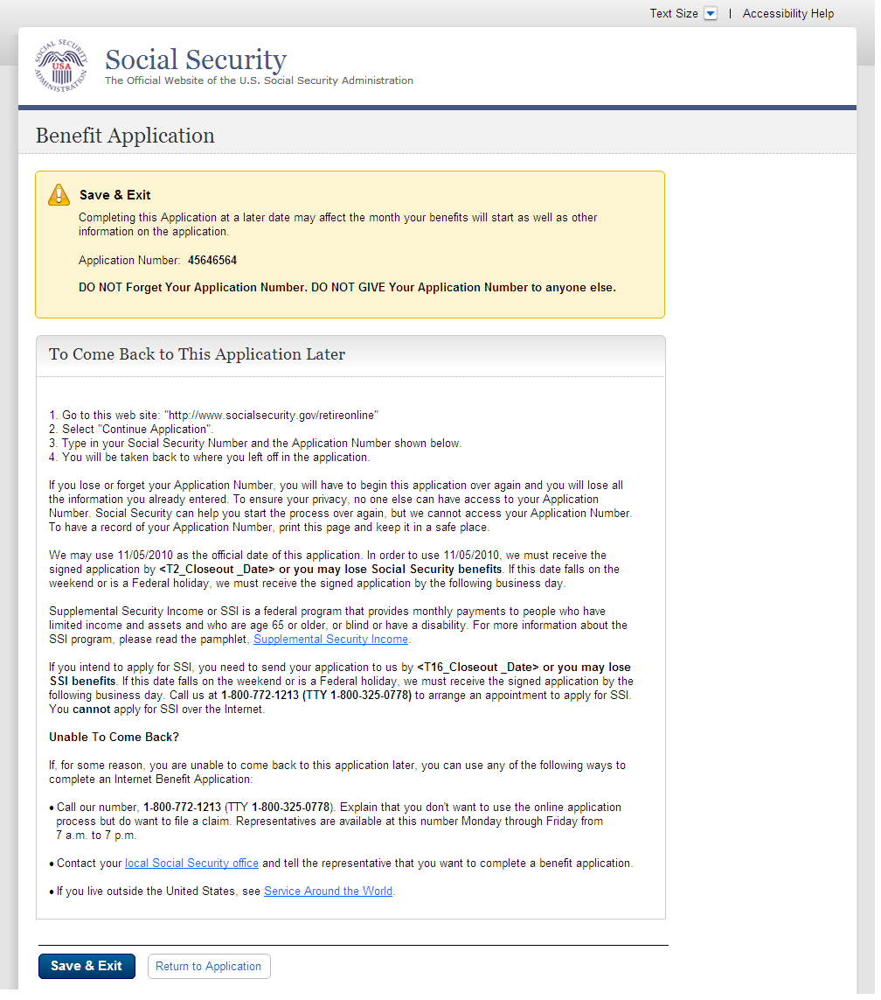 Text Size | Accessibility Help
SOCIAL SECURITY ADMINISTRATION
USA
Social Security
The Official Website of the U.S. Social Security Administration
Benefit Application
Save & Exit
Completing this Application at a later date may affect the month your benefits will start as well as other
information on the application.
Application Number: 45646564
DO NOT Forget Your Application Number. DO NOT GIVE Your Application Number to anyone else.
To Come Back to This Application Later
1. Go to this web site: "http://www.socialsecurity.gov/retireonline"
2. Select "Continue Application".
3. Type in your Social Security Number and the Application Number shown below.
4. You will be taken back to where you left off in the application.
If you lose or forget your Application Number, you will have to begin this application over again and you will lose all
the information you already entered. To ensure your privacy, no one else can have access to your Application
Number. Social Security can help you start the process over again, but we cannot access your Application Number.
To have a record of your Application Number, print this page and keep it in a safe place.
We may use 11/05/2010 as the official date of this application. In order to use 11/05/2010, we must receive the
signed application by <T2_Closeout _Date> or you may lose Social Security benefits. If this date falls on the
weekend or is a Federal holiday, we must receive the signed application by the following business day.
Supplemental Security Income or SSI is a federal program that provides monthly payments to people who have
limited income and assets and who are age 65 or older, or blind or have a disability. For more information about the
SSI program, please read the pamphlet, Supplemental Security Income.
If you intend to apply for SSI, you need to send your application to us by <T16_Closeout _Date> or you may lose
SSI benefits. If this date falls on the weekend or is a Federal holiday, we must receive the signed application by the
following business day. Call us at 1-800-772-1213 (TTY 1-800-325-0778) to arrange an appointment to apply for SSI.
You cannot apply for SSI over the Internet.
Unable To Come Back?
If, for some reason, you are unable to come back to this application later, you can use any of the following ways to
complete an Internet Benefit Application:
• Call our number, 1-800-772-1213 (TTY 1-800-325-0778). Explain that you don't want to use the online application
process but do want to file a claim. Representatives are available at this number Monday through Friday from
7 a.m. to 7 p.m.
• Contact your local Social Security office and tell the representative that you want to complete a benefit application.
• If you live outside the United States, see Service Around the World.
Save & Exit
Return to Application